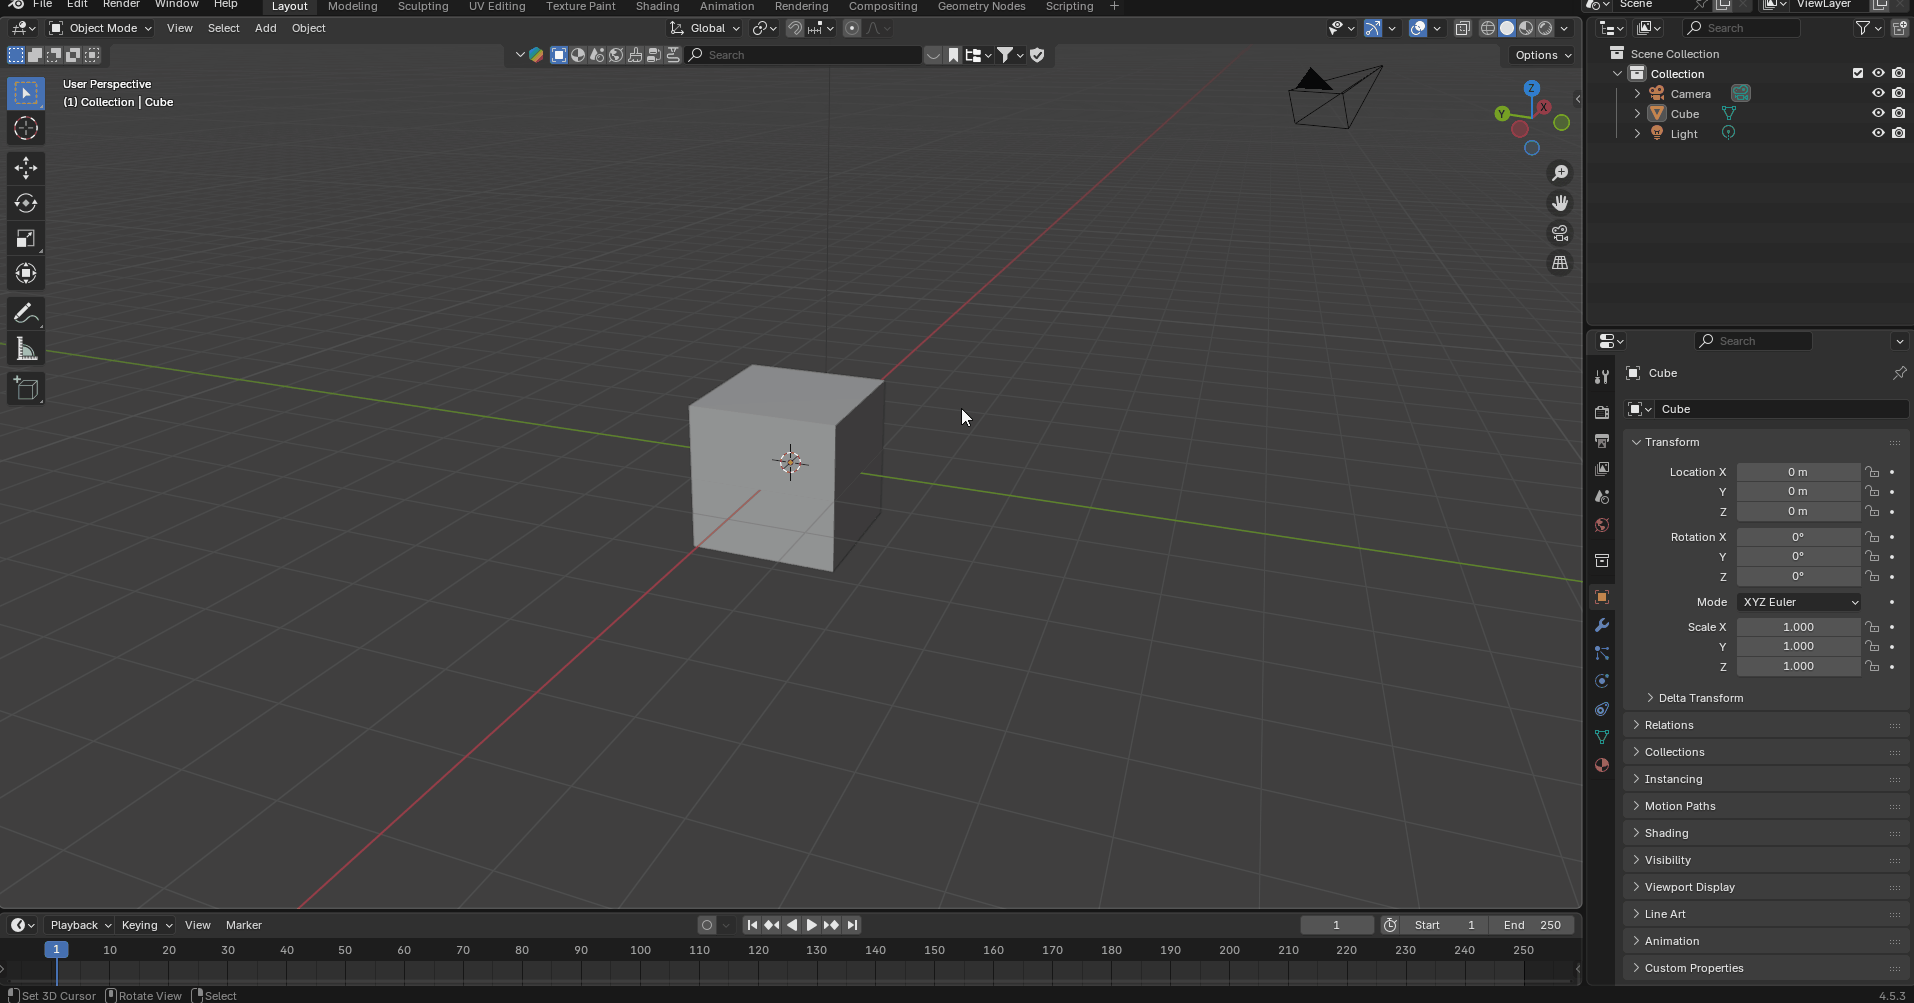 File Edit Render Window Help Layout Modeling Sculpting UV Editing Texture Paint Shading Animation Rendering Compositing Geometry Nodes Scripting + Scene ViewLayer
Object Mode View Select Add Object Global Search
Search Options
User Perspective
(1) Collection | Cube
Z
X
Y
Scene Collection
Collection
Camera
Cube
Light
Search
Cube
Cube
Transform
Location X 0 m
Y 0 m
Z 0 m
Rotation X 0°
Y 0°
Z 0°
Mode XYZ Euler
Scale X 1.000
Y 1.000
Z 1.000
Delta Transform
Relations
Collections
Instancing
Motion Paths
Shading
Visibility
Viewport Display
Line Art
Animation
Custom Properties
Playback Keying View Marker 1 Start 1 End 250
1 10 20 30 40 50 60 70 80 90 100 110 120 130 140 150 160 170 180 190 200 210 220 230 240 250
Set 3D Cursor Rotate View Select 4.5.3